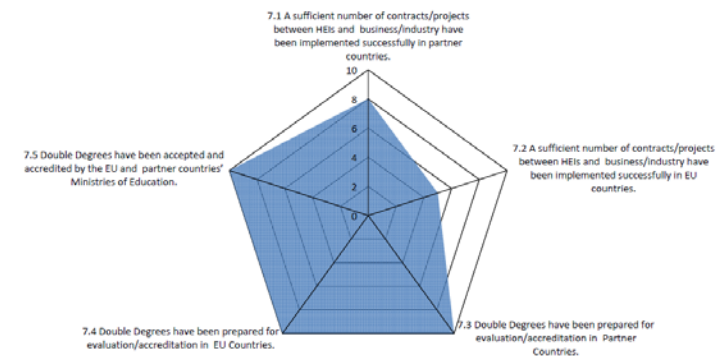 7.1 A sufficient number of contracts/projects
between HEIs and business/industry have
been implemented successfully in partner
countries.
10
8
6
4
2
0
7.2 A sufficient number of contracts/projects
between HEIs and business/industry have
been implemented successfully in EU
countries.
7.5 Double Degrees have been accepted and
accredited by the EU and partner countries'
Ministries of Education.
7.4 Double Degrees have been prepared for
evaluation/accreditation in EU Countries.
7.3 Double Degrees have been prepared for
evaluation/accreditation in Partner
Countries.